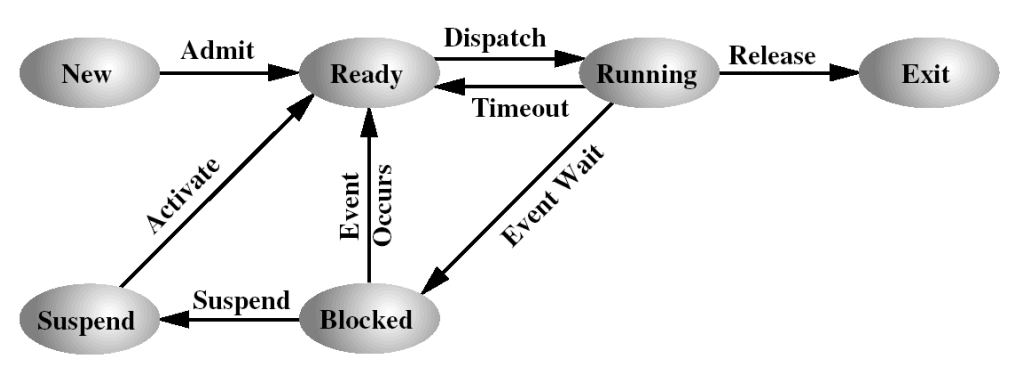 Admit
Dispatch
New
Ready
Running
Release
Exit
Timeout
Activate
Event
Occurs
Event Wait
Suspend
Suspend
Blocked